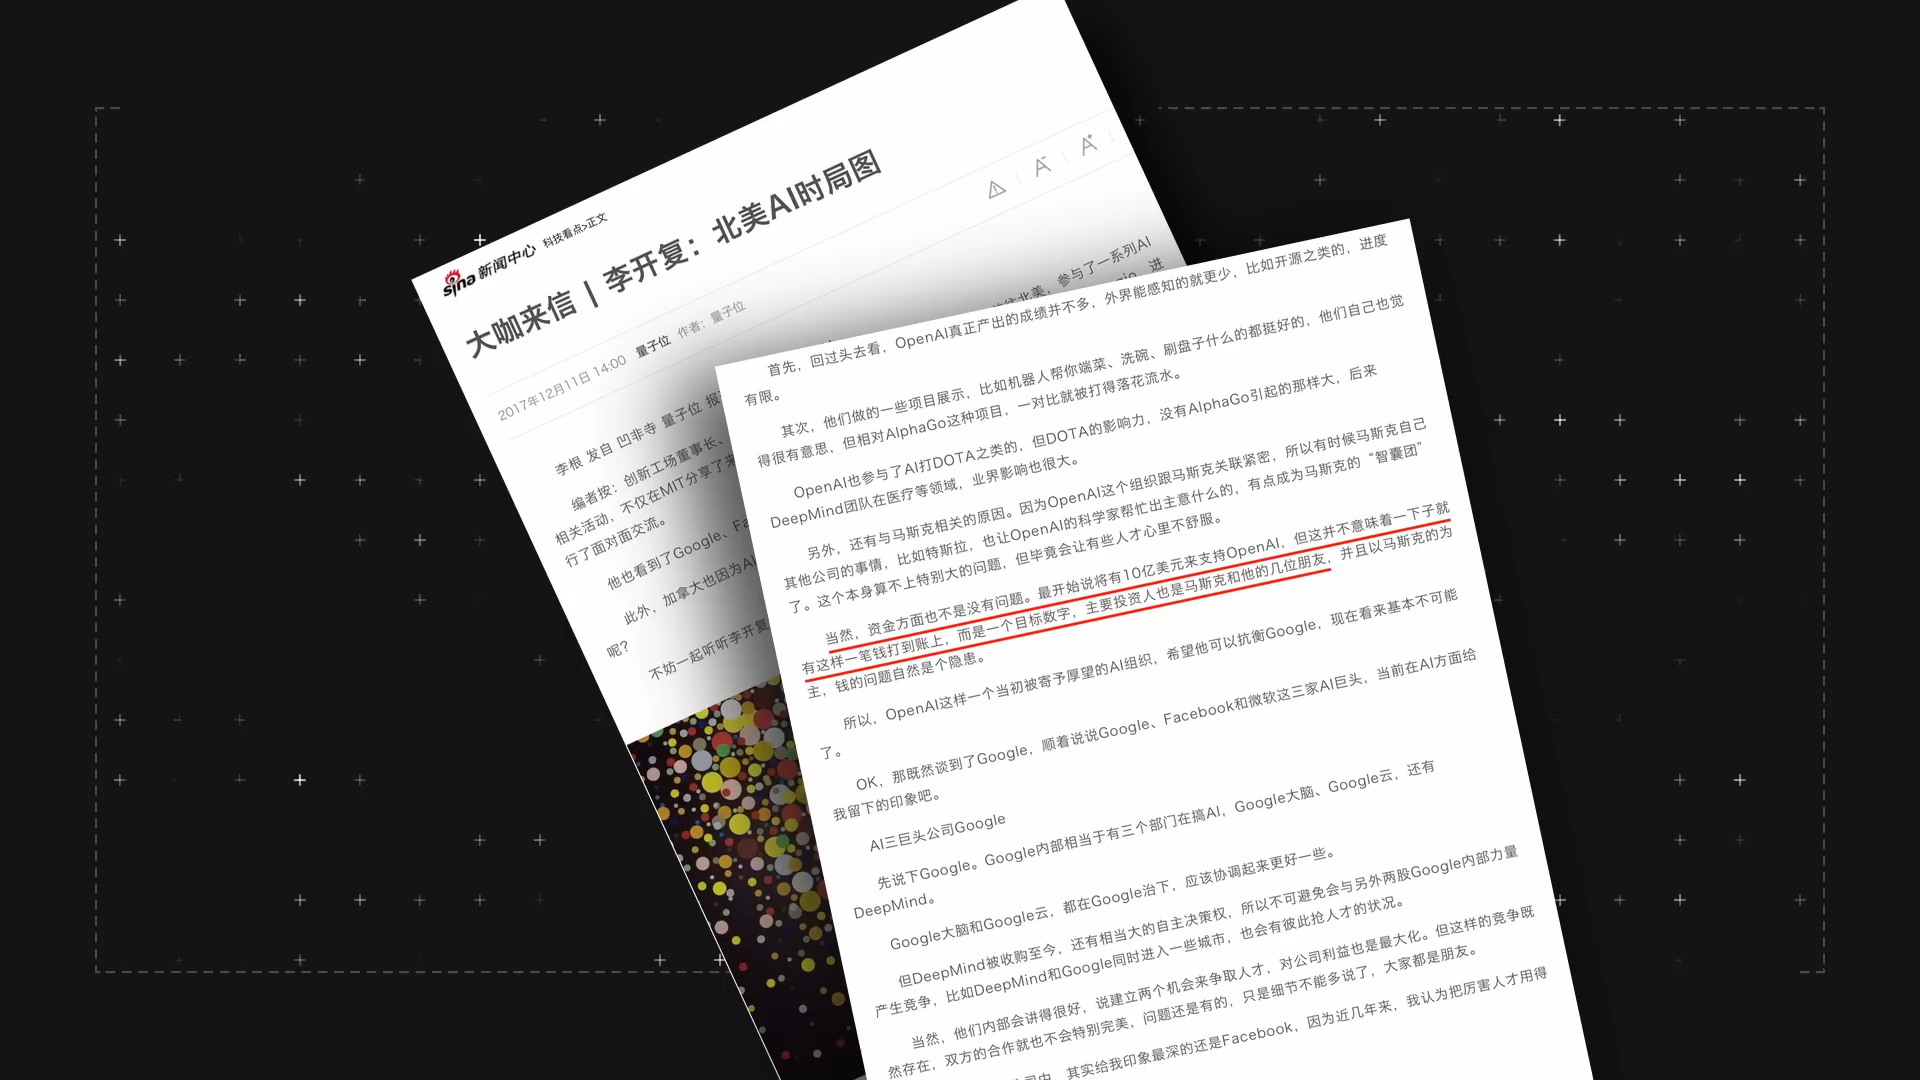 sina 新闻中心 科技看点>正文
大咖来信 | 李开复：北美AI时局图
2017年12月11日 14:00 量子位 作者：量子位
李根 发自 凹非寺 量子位 报
编者按：创新工场董事长、
往北美，参与了一系列AI
相关活动，不仅在MIT分享了来
进
行了面对面交流。
他也看到了Google、Fa
此外，加拿大也因为AI
呢？
不妨一起听听李开复
首先，回过头去看，OpenAI真正产出的成绩并不多，外界能感知的就更少，比如开源之类的，进度
有限。
其次，他们做的一些项目展示，比如机器人帮你端菜、洗碗、刷盘子什么的都挺好的，他们自己也觉
得很有意思，但相对AlphaGo这种项目，一对比就被打得落花流水。
OpenAI也参与了AI打DOTA之类的，但DOTA的影响力，没有AlphaGo引起的那样大，后来
DeepMind团队在医疗等领域，业界影响也很大。
另外，还有与马斯克相关的原因。因为OpenAI这个组织跟马斯克关联紧密，所以有时候马斯克自己
其他公司的事情，比如特斯拉，也让OpenAI的科学家帮忙出主意什么的，有点成为马斯克的“智囊团”
了。这个本身算不上特别大的问题，但毕竟会让有些人才心里不舒服。
当然，资金方面也不是没有问题。最开始说将有10亿美元来支持OpenAI，但这并不意味着一下子就
有这样一笔钱打到账上，而是一个目标数字，主要投资人也是马斯克和他的几位朋友，并且以马斯克的为
主，钱的问题自然是个隐患。
所以，OpenAI这样一个当初被寄予厚望的AI组织，希望他可以抗衡Google，现在看来基本不可能
了。
OK，那既然谈到了Google，顺着说说Google、Facebook和微软这三家AI巨头，当前在AI方面给
我留下的印象吧。
AI三巨头公司Google
先说下Google。Google内部相当于有三个部门在搞AI，Google大脑、Google云，还有
DeepMind。
Google大脑和Google云，都在Google治下，应该协调起来更好一些。
但DeepMind被收购至今，还有相当大的自主决策权，所以不可避免会与另外两股Google内部力量
产生竞争，比如DeepMind和Google同时进入一些城市，也会有彼此抢人才的状况。
当然，他们内部会讲得很好，说建立两个机会来争取人才，对公司利益也是最大化。但这样的竞争既
然存在，双方的合作就也不会特别完美，问题还是有的，只是细节不能多说了，大家都是朋友。
其实给我印象最深的还是Facebook，因为近几年来，我认为把厉害人才用得